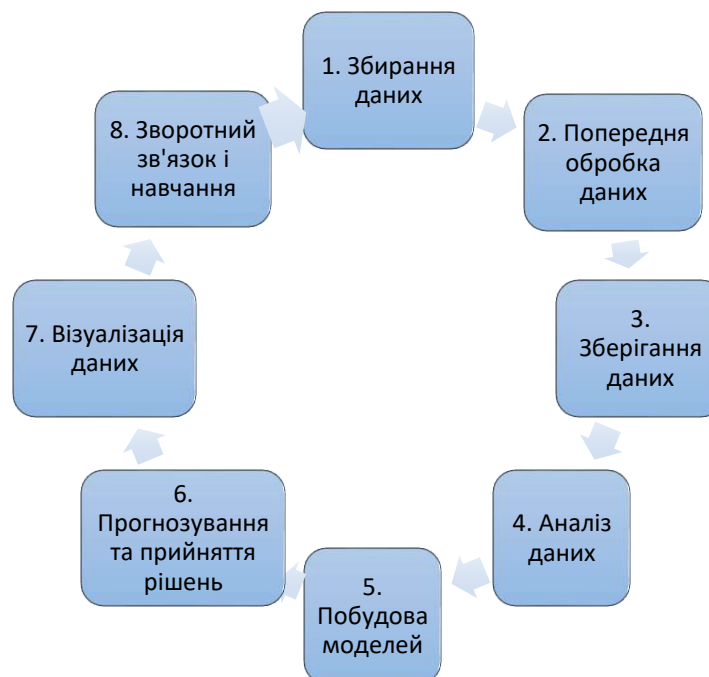 1. Збирання
даних
2. Попередня
обробка
даних
3.
Зберігання
даних
4. Аналіз
даних
5.
Побудова
моделей
6.
Прогнозування
та прийняття
рішень
7. Візуалізація
даних
8. Зворотний
зв'язок і
навчання